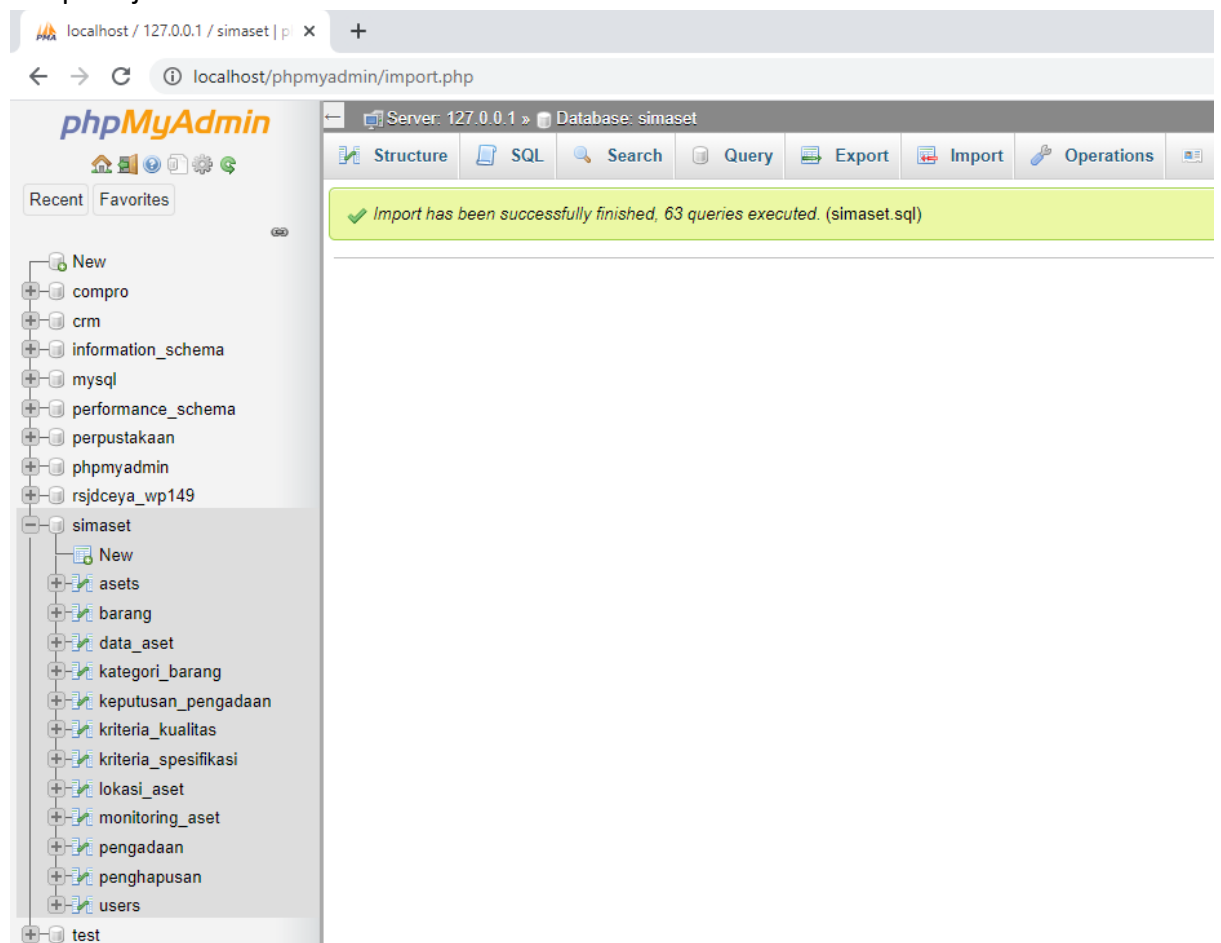 localhost / 127.0.0.1 / simaset | p
localhost/phpmyadmin/import.php
phpMyAdmin
Recent Favorites
New
compro
crm
information_schema
mysql
performance_schema
perpustakaan
phpmyadmin
rsjdceya_wp149
simaset
New
asets
barang
data_aset
kategori_barang
keputusan_pengadaan
kriteria_kualitas
kriteria_spesifikasi
lokasi_aset
monitoring_aset
pengadaan
penghapusan
users
test
Server: 127.0.0.1 » Database: simaset
Structure SQL Search Query Export Import Operations
Import has been successfully finished, 63 queries executed. (simaset.sql)